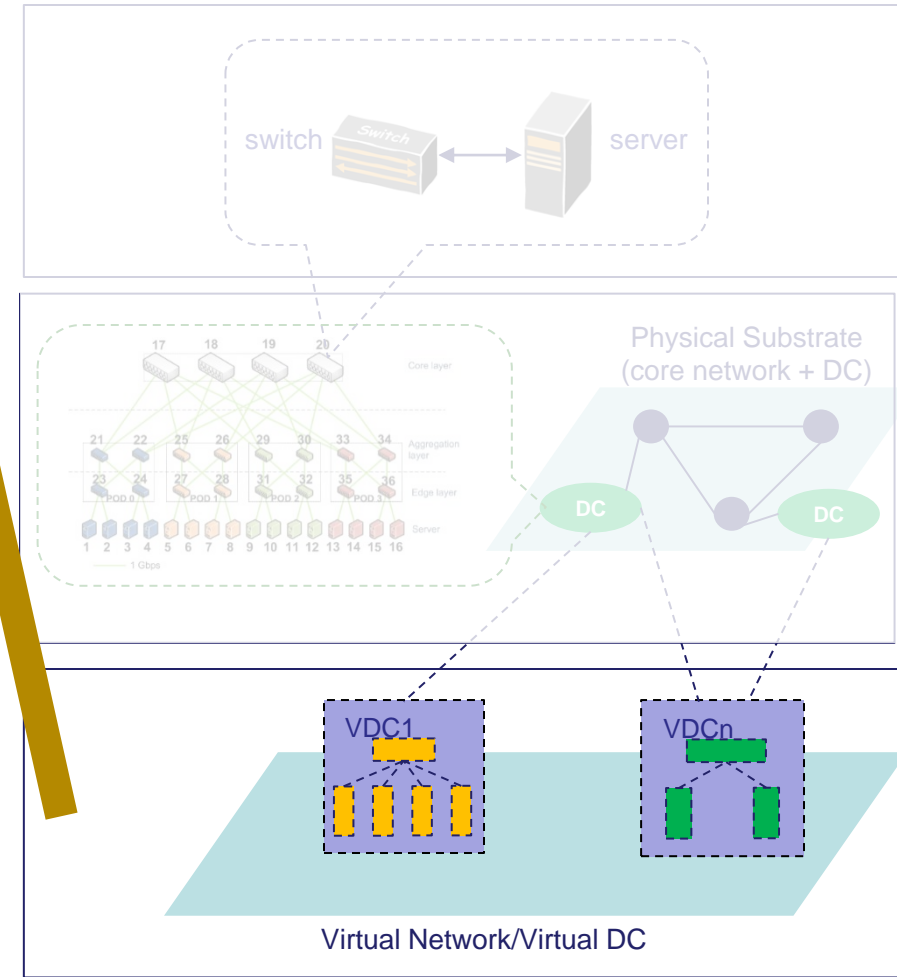 switch
Switch
server
17 18 19 20
Core layer
Physical Substrate
(core network + DC)
21 22 25 26 29 30 33 34
Aggregation
layer
23 24 27 28 31 32 35 36
POD 0 POD 1 POD 2 POD 3
Edge layer
Server
1 2 3 4 5 6 7 8 9 10 11 12 13 14 15 16
1 Gbps
DC
DC
VDC1
VDCn
Virtual Network/Virtual DC